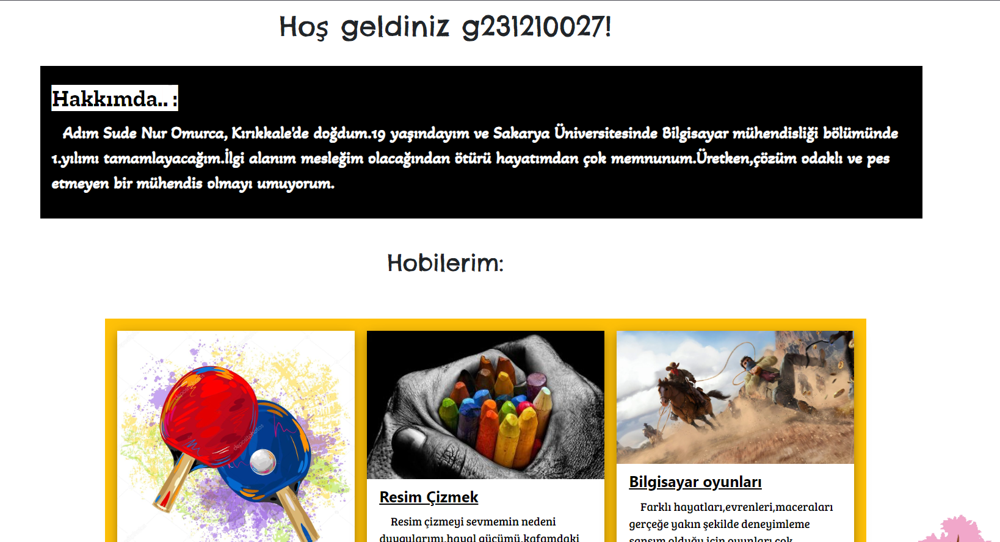 Hoş geldiniz g231210027!
Hakkımda.. :
Adım Sude Nur Omurca, Kırıkkale'de doğdum.19 yaşındayım ve Sakarya Üniversitesinde Bilgisayar mühendisliği bölümünde
1.yılımı tamamlayacağım.İlgi alanım mesleğim olacağından ötürü hayatımdan çok memnunum.Üretken,çözüm odaklı ve pes
etmeyen bir mühendis olmayı umuyorum.
Hobilerim:
depositphotos
Resim Çizmek
Resim çizmeyi sevmemin nedeni
duygularımı,hayal gücümü,kafamdaki
Bilgisayar oyunları
Farklı hayatları,evrenleri,maceraları
gerçeğe yakın şekilde deneyimleme
şansım olduğu için oyunları çok